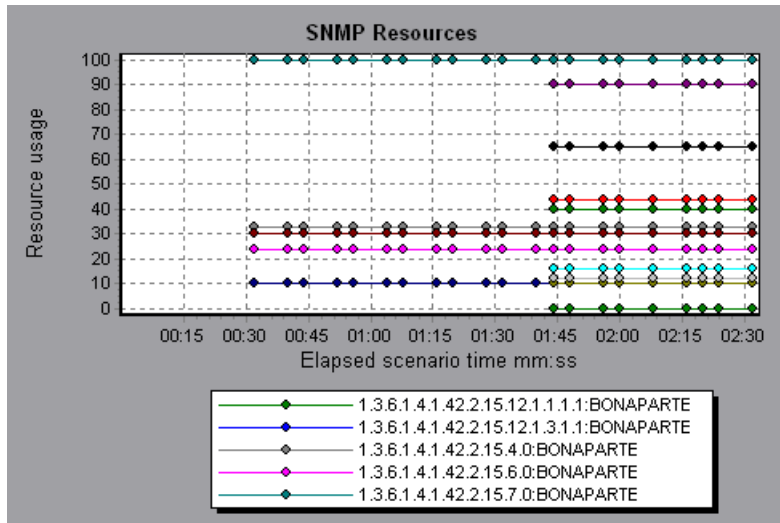 SNMP Resources
100
90
80
70
60
50
40
30
20
10
0
Resource usage
00:15 00:30 00:45 01:00 01:15 01:30 01:45 02:00 02:15 02:30
Elapsed scenario time mm:ss
1.3.6.1.4.1.42.2.15.12.1.1.1.1:BONAPARTE
1.3.6.1.4.1.42.2.15.12.1.3.1.1:BONAPARTE
1.3.6.1.4.1.42.2.15.4.0:BONAPARTE
1.3.6.1.4.1.42.2.15.6.0:BONAPARTE
1.3.6.1.4.1.42.2.15.7.0:BONAPARTE